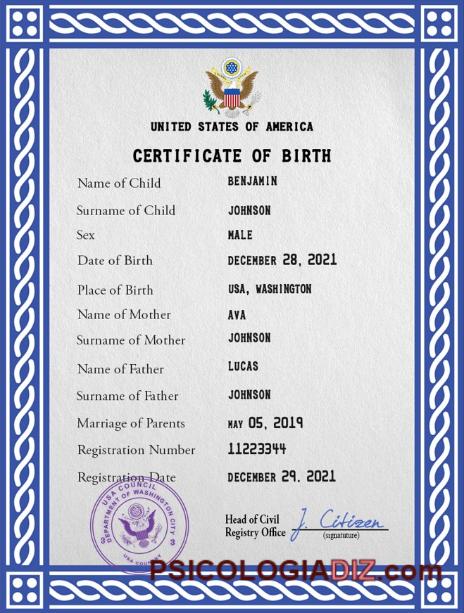 UNITED STATES OF AMERICA
CERTIFICATE OF BIRTH
Name of Child BENJAMIN
Surname of Child JOHNSON
Sex MALE
Date of Birth DECEMBER 28, 2021
Place of Birth USA, WASHINGTON
Name of Mother AVA
Surname of Mother JOHNSON
Name of Father LUCAS
Surname of Father JOHNSON
Marriage of Parents MAY 05, 2019
Registration Number 11223344
Registration Date DECEMBER 29. 2021
USA COUNCIL
DEPARTMENT OF WASHINGTON CITY
Head of Civil J. Citizen
Registry Office (signuature)
PSICOLOGIADIZ.com